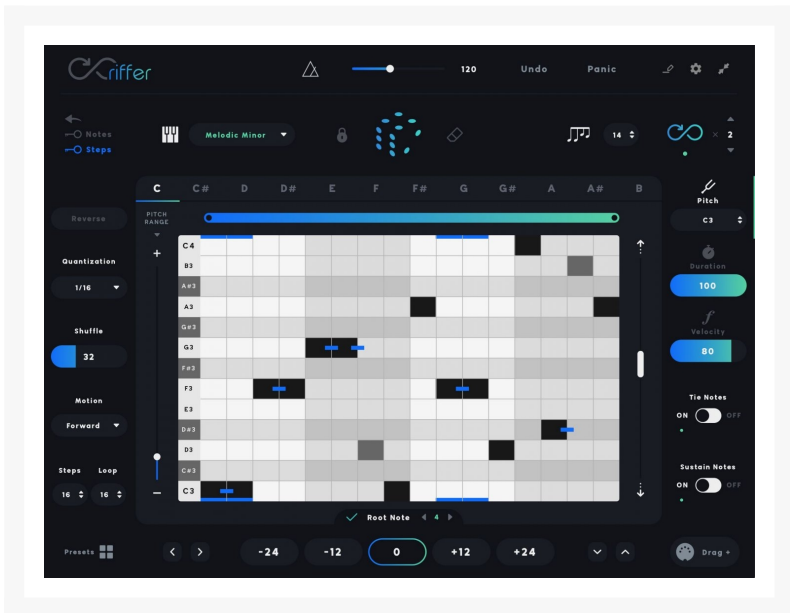 riffer
120
Undo
Panic
Notes
Steps
Melodic Minor
14
× 2
C C# D D# E F F# G G# A A# B
Pitch
C3
Reverse
PITCH RANGE
+
−
Quantization
1/16
Shuffle
32
Motion
Forward
Steps Loop
16 16
C4
B3
A#3
A3
G#3
G3
F#3
F3
E3
D#3
D3
C#3
C3
Duration
100
f
Velocity
80
Tie Notes
ON OFF
Sustain Notes
ON OFF
Root Note 4
Presets
-24 -12 0 +12 +24
Drag +